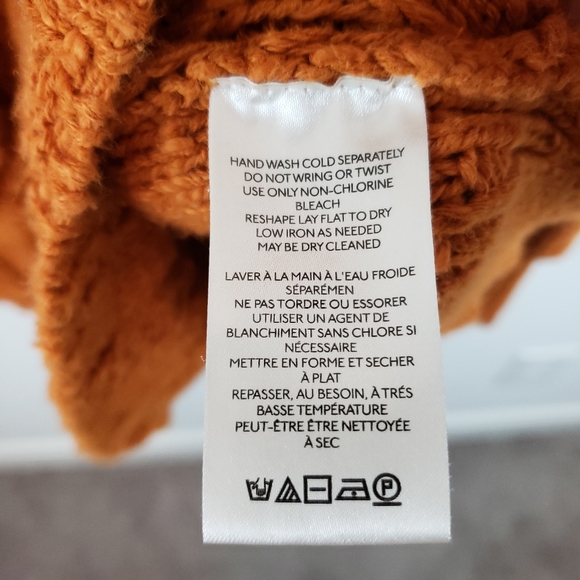 HAND WASH COLD SEPARATELY
DO NOT WRING OR TWIST
USE ONLY NON-CHLORINE
BLEACH
RESHAPE LAY FLAT TO DRY
LOW IRON AS NEEDED
MAY BE DRY CLEANED
LAVER À LA MAIN À L'EAU FROIDE
SÉPARÉMEN
NE PAS TORDRE OU ESSORER
UTILISER UN AGENT DE
BLANCHIMENT SANS CHLORE SI
NÉCESSAIRE
METTRE EN FORME ET SECHER
À PLAT
REPASSER, AU BESOIN, À TRÉS
BASSE TEMPÉRATURE
PEUT-ÊTRE ÊTRE NETTOYÉE
À SEC
P